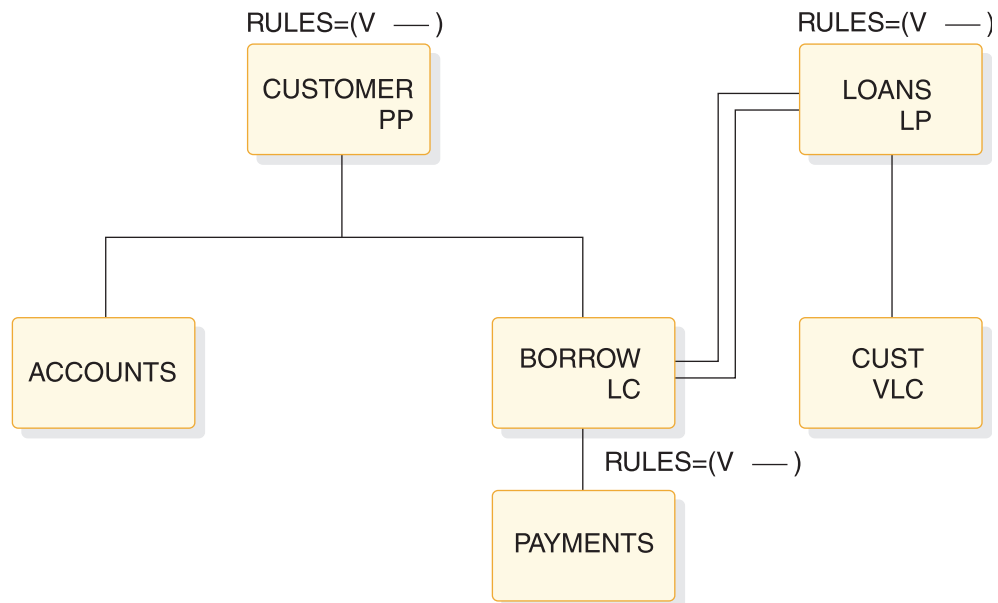 RULES=(V — )
RULES=(V — )
CUSTOMER
PP
LOANS
LP
ACCOUNTS
BORROW
LC
CUST
VLC
RULES=(V — )
PAYMENTS